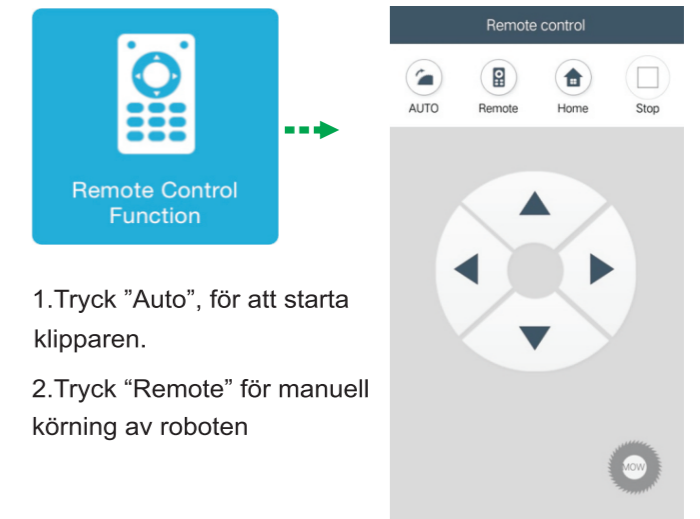 Remote Control
Function
1.Tryck ”Auto”, för att starta
klipparen.
2.Tryck “Remote” för manuell
körning av roboten
Remote control
AUTO Remote Home Stop
MOW